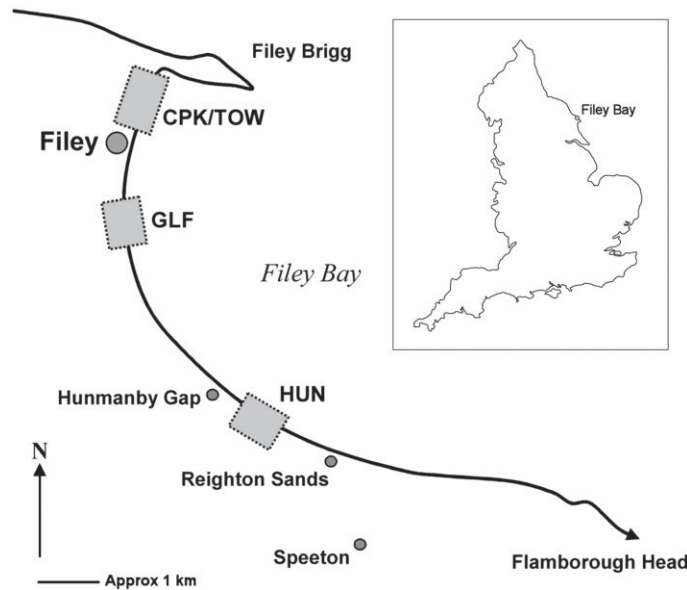 Filey Brigg
Filey Bay
CPK/TOW
Filey
GLF
Filey Bay
HUN
Hunmanby Gap
N
Reighton Sands
Speeton
Flamborough Head
Approx 1 km